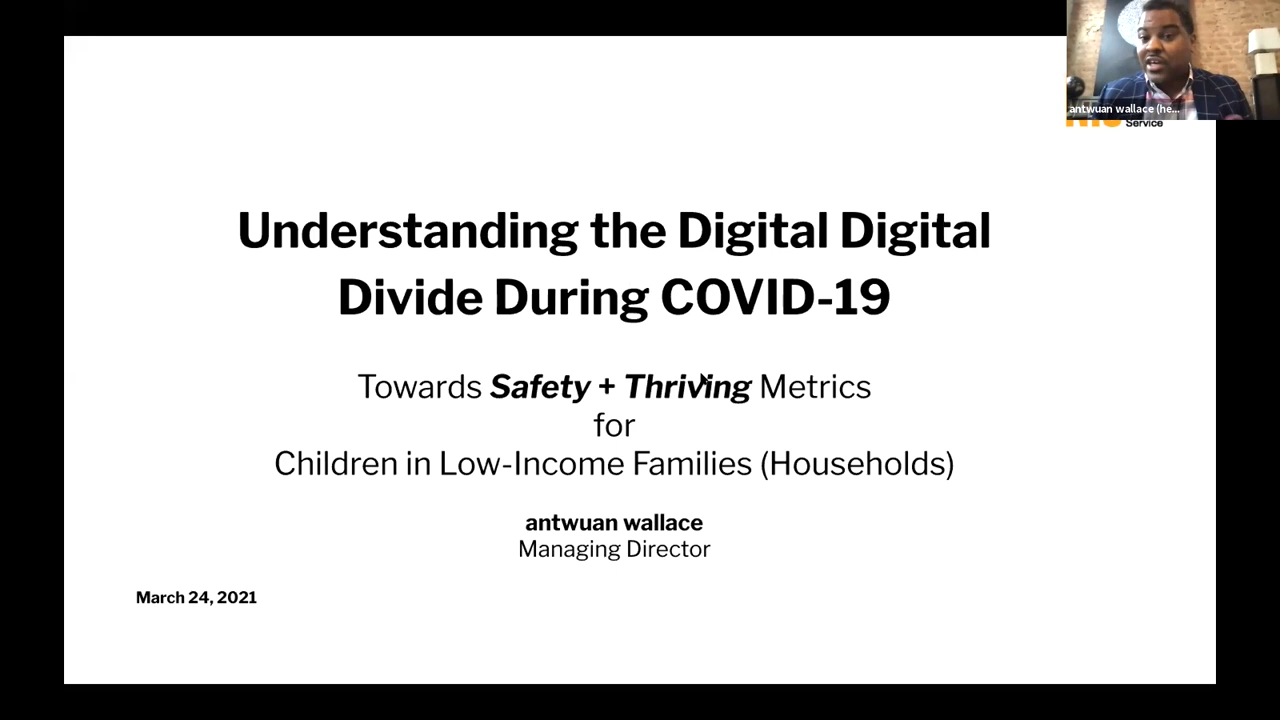 antwuan wallace (he...
Service
Understanding the Digital Digital
Divide During COVID-19
Towards Safety + Thriving Metrics
for
Children in Low-Income Families (Households)
antwuan wallace
Managing Director
March 24, 2021